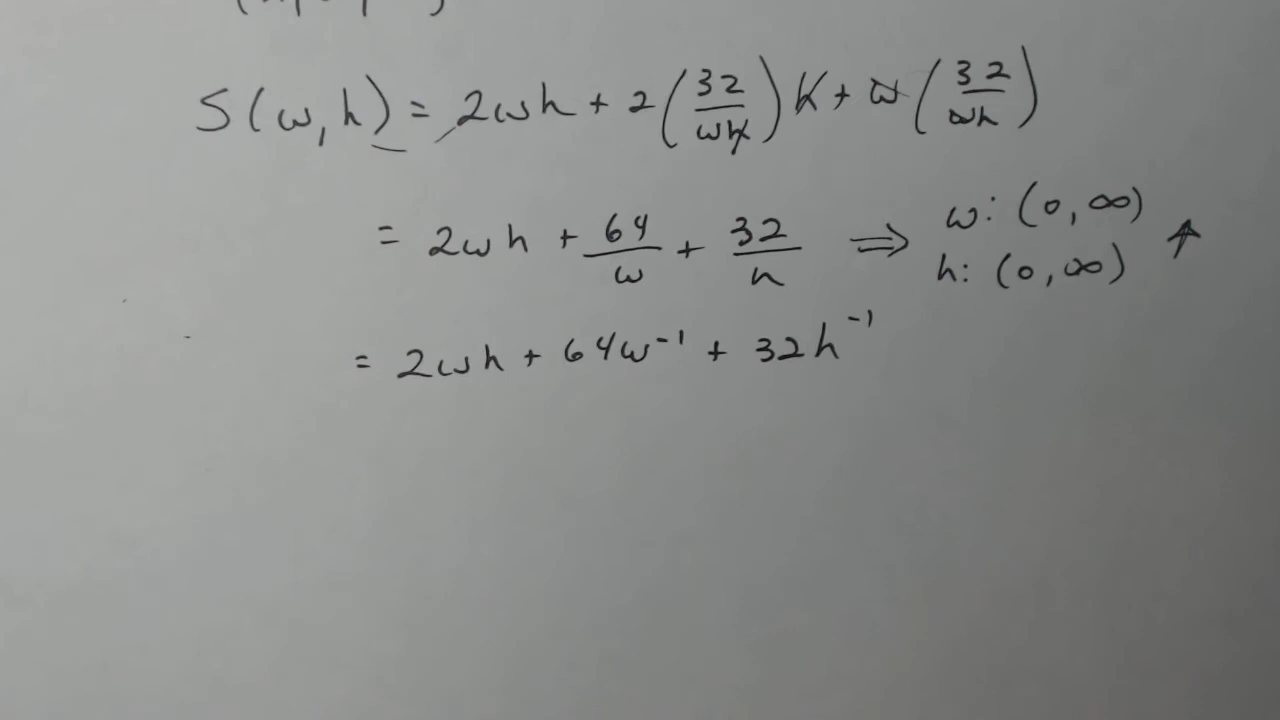 S(w,h) = 2wh + 2(32/wh)h + w(32/wh)
= 2wh + 64/w + 32/h ⇒ w: (0,∞) h: (0,∞) ↑
= 2wh + 64w⁻¹ + 32h⁻¹